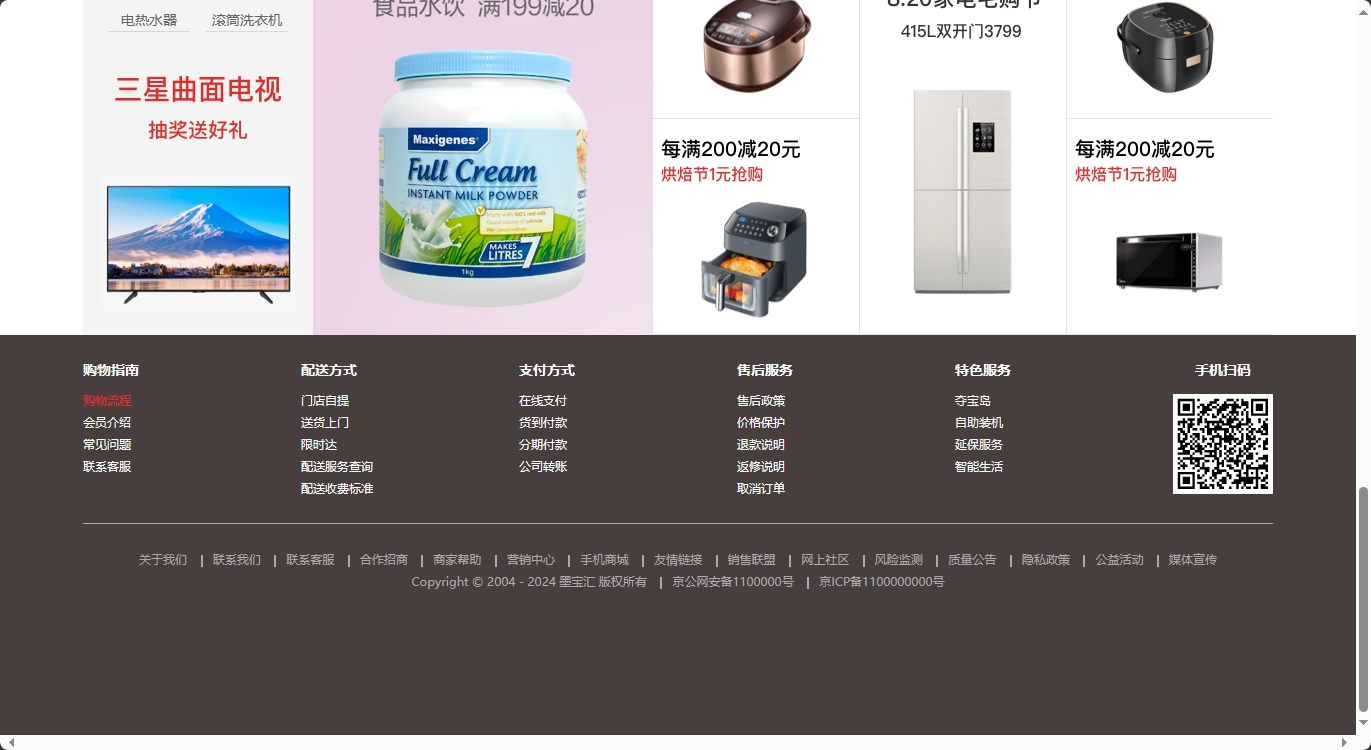 电热水器 滚筒洗衣机
三星曲面电视
抽奖送好礼
食品水饮 满199减20
Maxigenes
Full Cream
INSTANT MILK POWDER
Made with 100% real milk
Good source of calcium
No preservatives
MAKES
7
LITRES
1kg
每满200减20元
烘焙节1元抢购
8.20家电宅购节
415L双开门3799
每满200减20元
烘焙节1元抢购
购物指南
购物流程
会员介绍
常见问题
联系客服
配送方式
门店自提
送货上门
限时达
配送服务查询
配送收费标准
支付方式
在线支付
货到付款
分期付款
公司转账
售后服务
售后政策
价格保护
退款说明
返修说明
取消订单
特色服务
夺宝岛
自助装机
延保服务
智能生活
手机扫码
关于我们 | 联系我们 | 联系客服 | 合作招商 | 商家帮助 | 营销中心 | 手机商城 | 友情链接 | 销售联盟 | 网上社区 | 风险监测 | 质量公告 | 隐私政策 | 公益活动 | 媒体宣传
Copyright © 2004 - 2024 墨宝汇 版权所有 | 京公网安备1100000号 | 京ICP备1100000000号